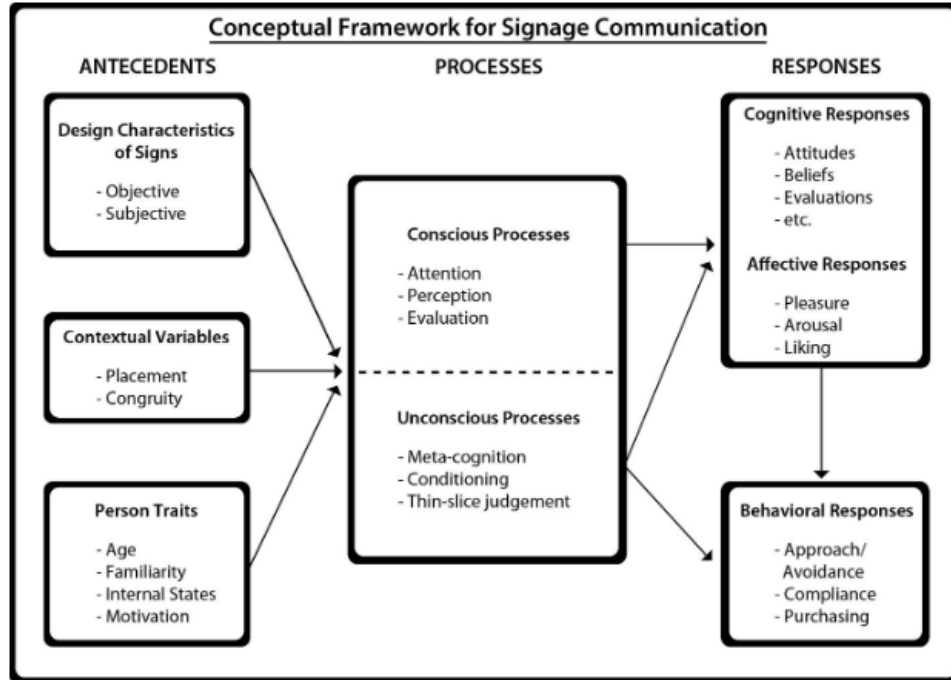 Conceptual Framework for Signage Communication
ANTECEDENTS
PROCESSES
RESPONSES
Design Characteristics
of Signs
- Objective
- Subjective
Contextual Variables
- Placement
- Congruity
Person Traits
- Age
- Familiarity
- Internal States
- Motivation
Conscious Processes
- Attention
- Perception
- Evaluation
Unconscious Processes
- Meta-cognition
- Conditioning
- Thin-slice judgement
Cognitive Responses
- Attitudes
- Beliefs
- Evaluations
- etc.
Affective Responses
- Pleasure
- Arousal
- Liking
Behavioral Responses
- Approach/
Avoidance
- Compliance
- Purchasing